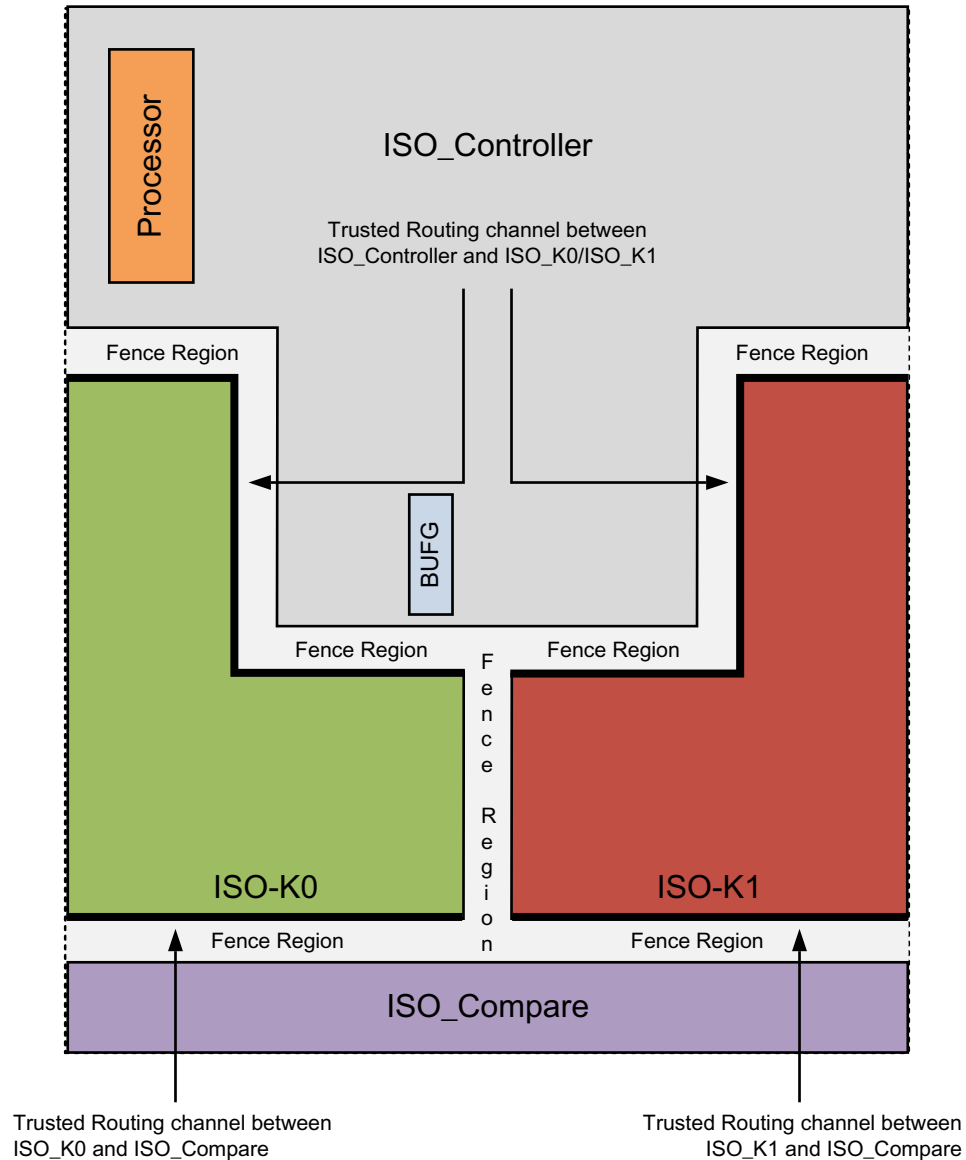 Processor
ISO_Controller
Trusted Routing channel between
ISO_Controller and ISO_K0/ISO_K1
Fence Region
Fence Region
BUFG
Fence Region
Fence Region
Fence Region
ISO-K0
ISO-K1
Fence Region
Fence Region
ISO_Compare
Trusted Routing channel between
ISO_K0 and ISO_Compare
Trusted Routing channel between
ISO_K1 and ISO_Compare